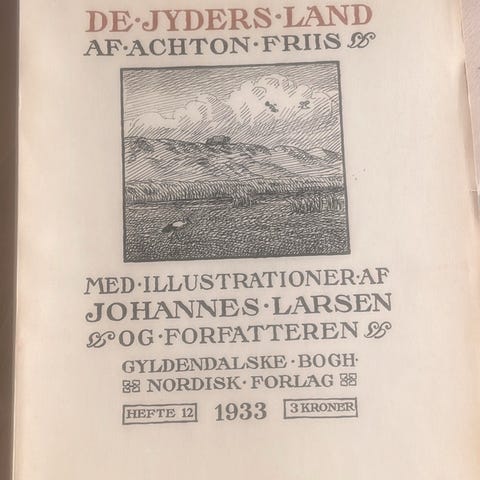 DE·JYDERS·LAND
AF·ACHTON·FRIIS
MED·ILLUSTRATIONER·AF
JOHANNES·LARSEN
OG·FORFATTEREN
GYLDENDALSKE·BOGH·
NORDISK·FORLAG
HEFTE 12 1933 3 KRONER